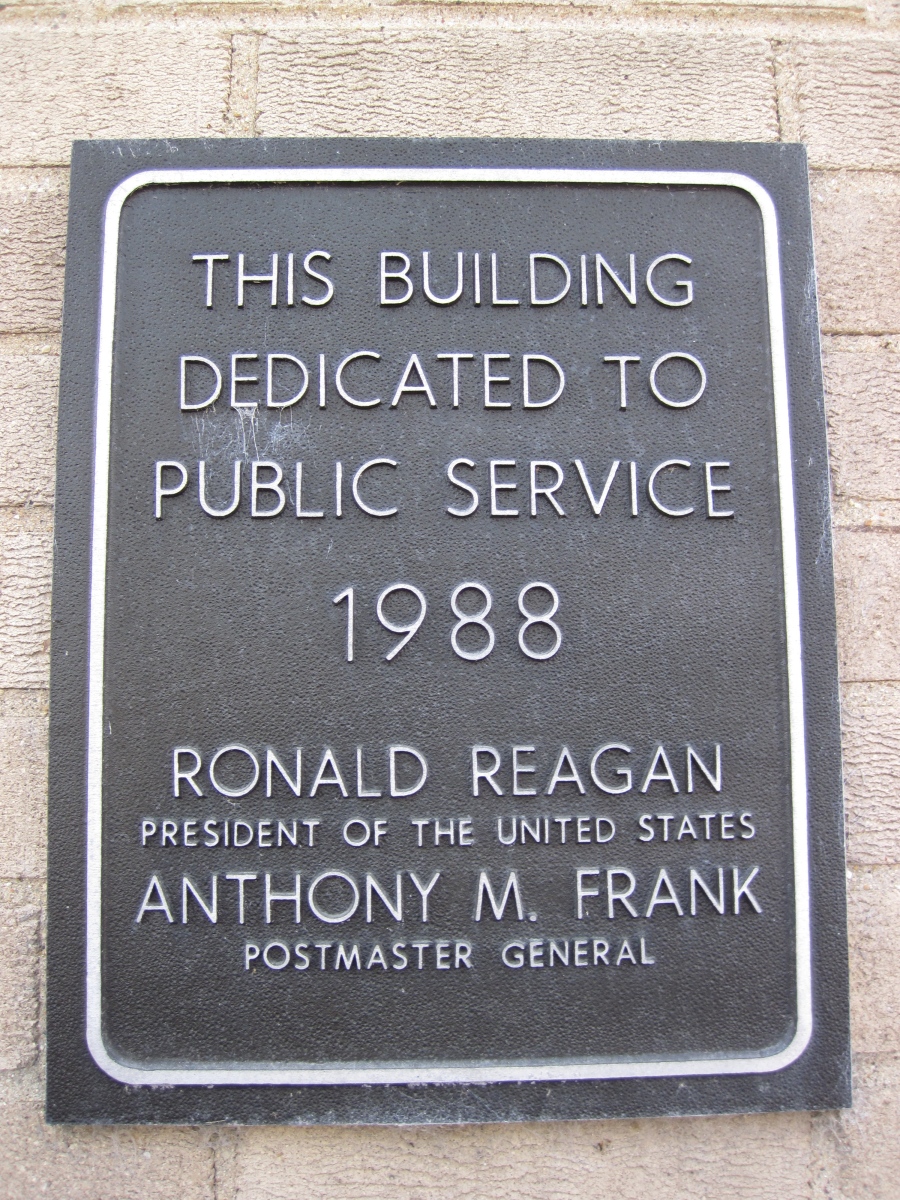 THIS BUILDING
DEDICATED TO
PUBLIC SERVICE
1988
RONALD REAGAN
PRESIDENT OF THE UNITED STATES
ANTHONY M. FRANK
POSTMASTER GENERAL